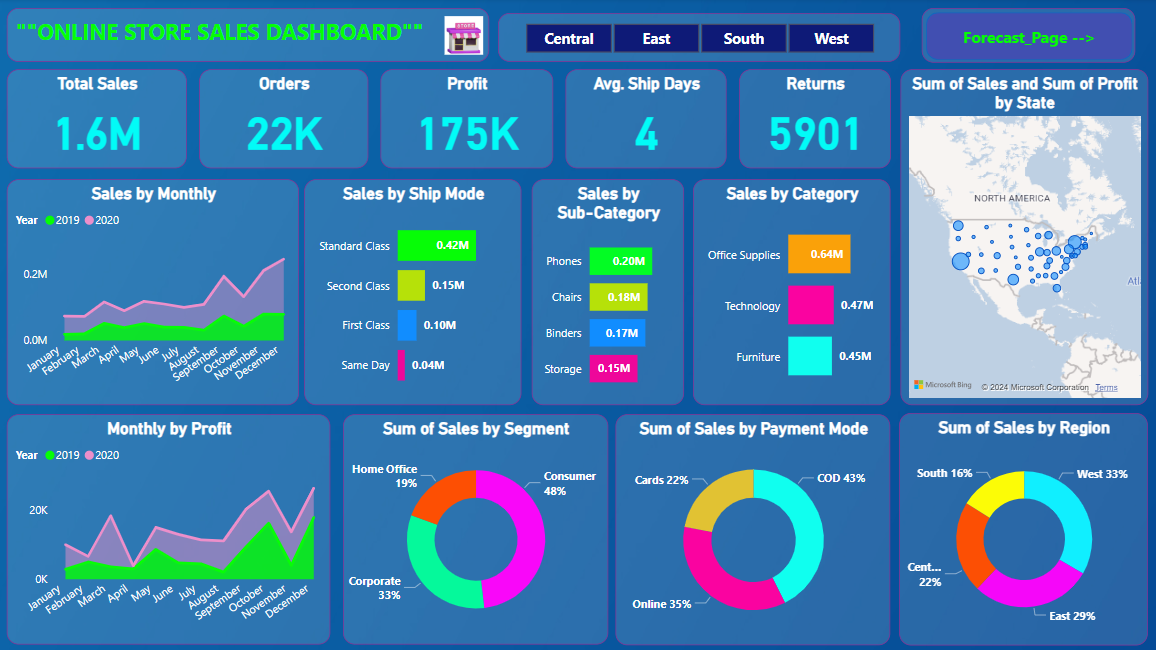 ""ONLINE STORE SALES DASHBOARD""
STORE
Central
East
South
West
Forecast_Page -->
Total Sales
1.6M
Orders
22K
Profit
175K
Avg. Ship Days
4
Returns
5901
Sum of Sales and Sum of Profit
by State
NORTH AMERICA
Atla
Microsoft Bing
© 2024 Microsoft Corporation
Terms
Sales by Monthly
Year 2019 2020
0.2M
0.0M
January
February
March
April
May
June
July
August
September
October
November
December
Sales by Ship Mode
Standard Class 0.42M
Second Class 0.15M
First Class 0.10M
Same Day 0.04M
Sales by
Sub-Category
Phones 0.20M
Chairs 0.18M
Binders 0.17M
Storage 0.15M
Sales by Category
Office Supplies 0.64M
Technology 0.47M
Furniture 0.45M
Monthly by Profit
Year 2019 2020
20K
0K
January
February
March
April
May
June
July
August
September
October
November
December
Sum of Sales by Segment
Home Office
19%
Consumer
48%
Corporate
33%
Sum of Sales by Payment Mode
Cards 22%
COD 43%
Online 35%
Sum of Sales by Region
South 16%
West 33%
Cent...
22%
East 29%